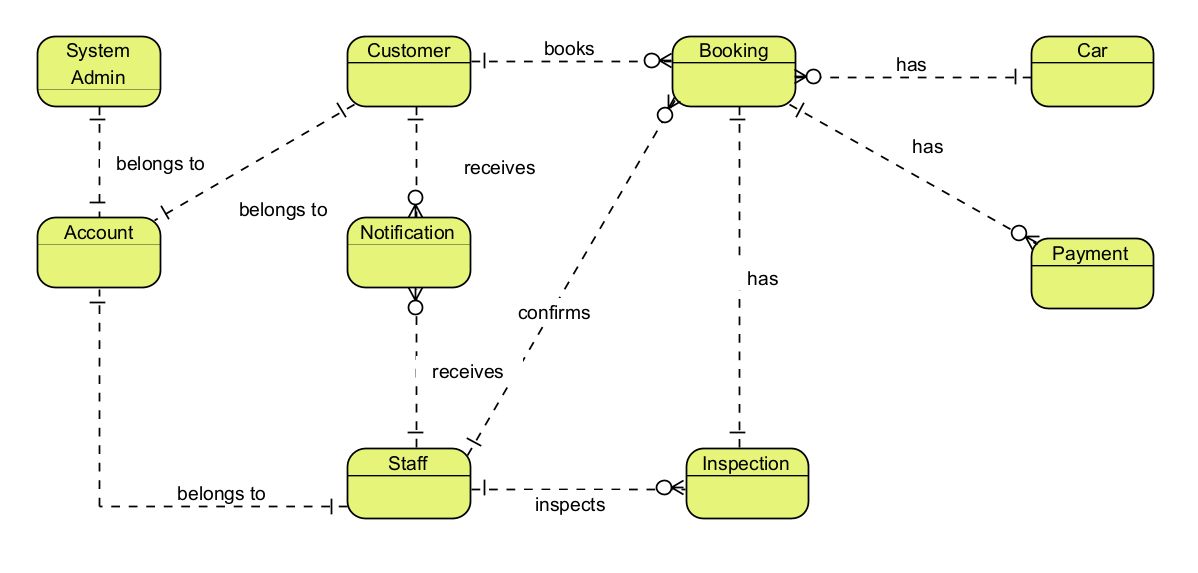 System
Admin
Customer
books
Booking
has
Car
belongs to
receives
has
belongs to
Account
Notification
Payment
has
confirms
receives
Staff
Inspection
belongs to
inspects